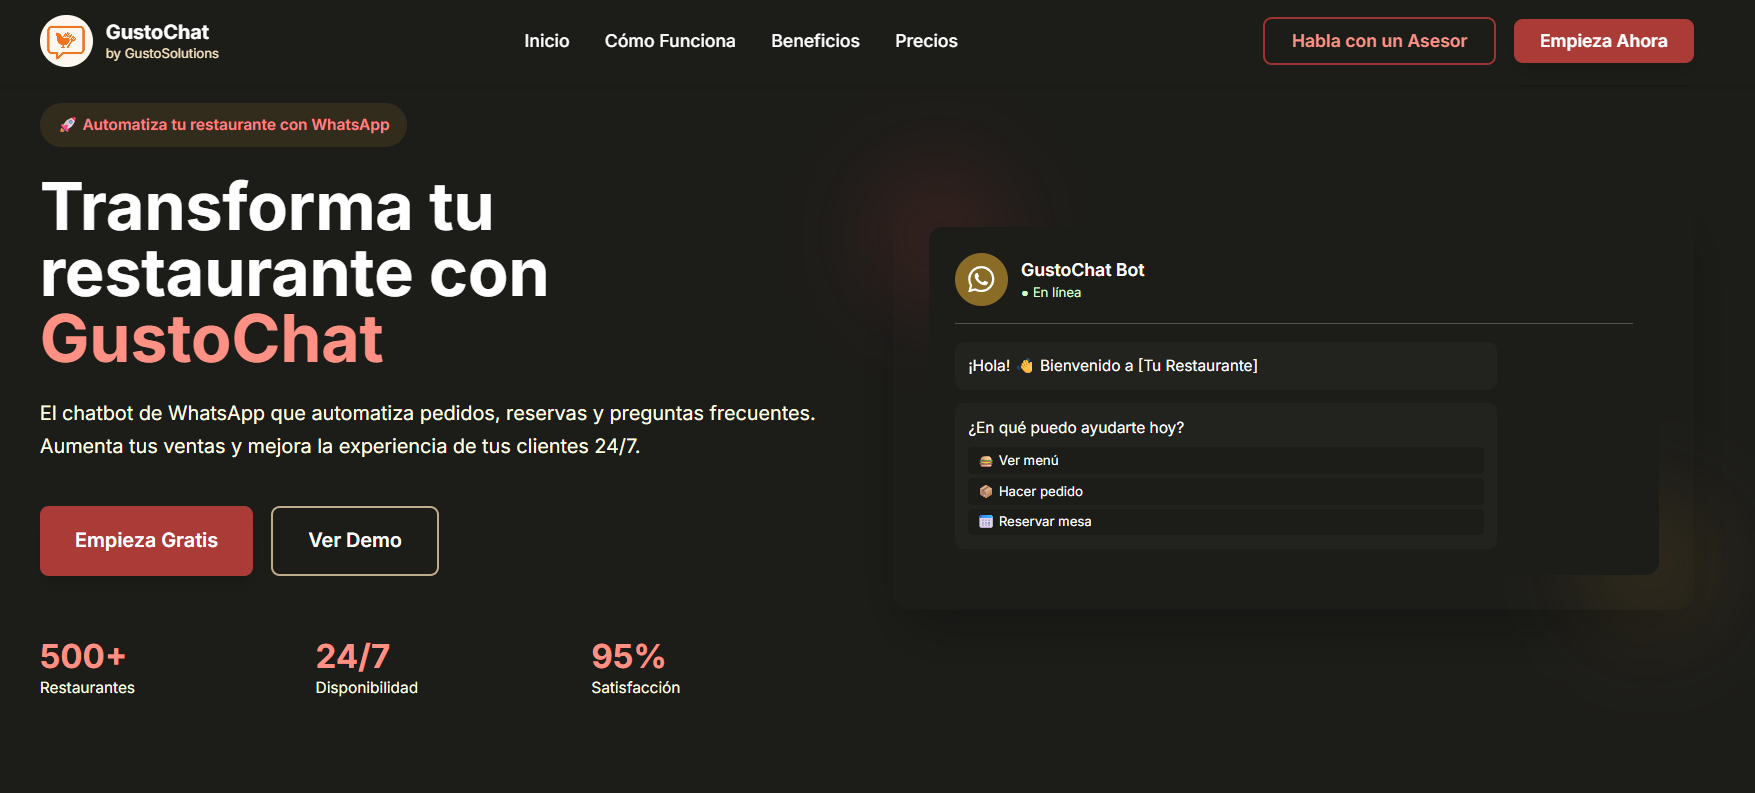 GustoChat
by GustoSolutions
Inicio
Cómo Funciona
Beneficios
Precios
Habla con un Asesor
Empieza Ahora
🚀 Automatiza tu restaurante con WhatsApp
Transforma tu
restaurante con
GustoChat
El chatbot de WhatsApp que automatiza pedidos, reservas y preguntas frecuentes.
Aumenta tus ventas y mejora la experiencia de tus clientes 24/7.
Empieza Gratis
Ver Demo
500+
Restaurantes
24/7
Disponibilidad
95%
Satisfacción
GustoChat Bot
● En línea
¡Hola! 👋 Bienvenido a [Tu Restaurante]
¿En qué puedo ayudarte hoy?
🍔 Ver menú
📦 Hacer pedido
📅 Reservar mesa